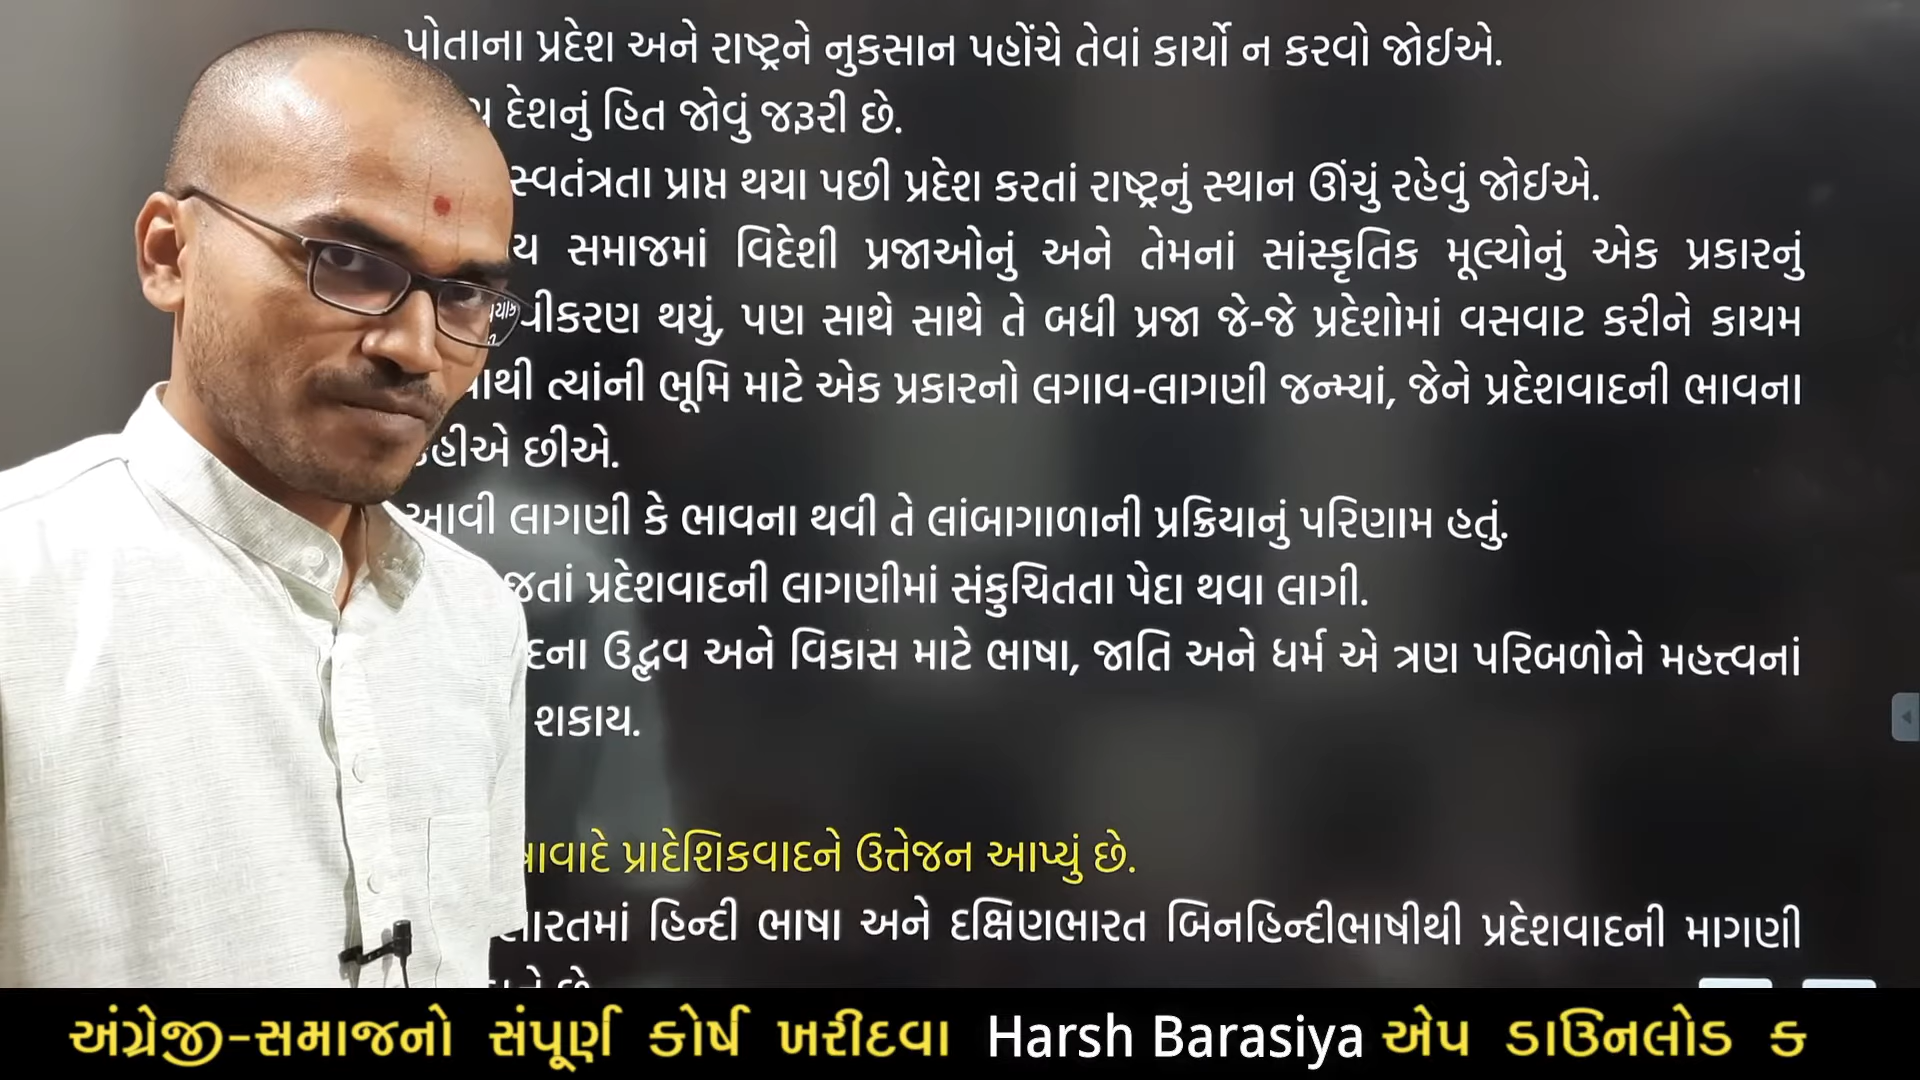 પોતાના પ્રદેશ અને રાષ્ટ્રને નુકસાન પહોંચે તેવાં કાર્યો ન કરવો જોઈએ.
દેશનું હિત જોવું જરૂરી છે.
સ્વતંત્રતા પ્રાપ્ત થયા પછી પ્રદેશ કરતાં રાષ્ટ્રનું સ્થાન ઊંચું રહેવું જોઈએ.
સમાજમાં વિદેશી પ્રજાઓનું અને તેમનાં સાંસ્કૃતિક મૂલ્યોનું એક પ્રકારનું
થયું, પણ સાથે સાથે તે બધી પ્રજા જે-જે પ્રદેશોમાં વસવાટ કરીને કાયમ
ત્યાંની ભૂમિ માટે એક પ્રકારનો લગાવ-લાગણી જન્મ્યાં, જેને પ્રદેશવાદની ભાવના
કહીએ છીએ.
આવી લાગણી કે ભાવના થવી તે લાંબાગાળાની પ્રક્રિયાનું પરિણામ હતું.
જતાં પ્રદેશવાદની લાગણીમાં સંકુચિતતા પેદા થવા લાગી.
ઉદ્ભવ અને વિકાસ માટે ભાષા, જાતિ અને ધર્મ એ ત્રણ પરિબળોને મહત્ત્વનાં
શકાય.
પ્રાદેશિકવાદને ઉત્તેજન આપ્યું છે.
હિન્દી ભાષા અને દક્ષિણભારત બિનહિન્દીભાષીથી પ્રદેશવાદની માગણી
અંગ્રેજી-સમાજનો સંપૂર્ણ કોર્ષ ખરીદવા Harsh Barasiya એપ ડાઉનલોડ ક